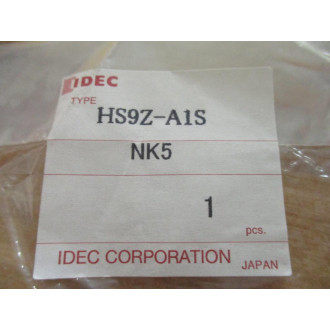 IDEC
TYPE
HS9Z-A1S
NK5
1
pcs.
IDEC CORPORATION
JAPAN